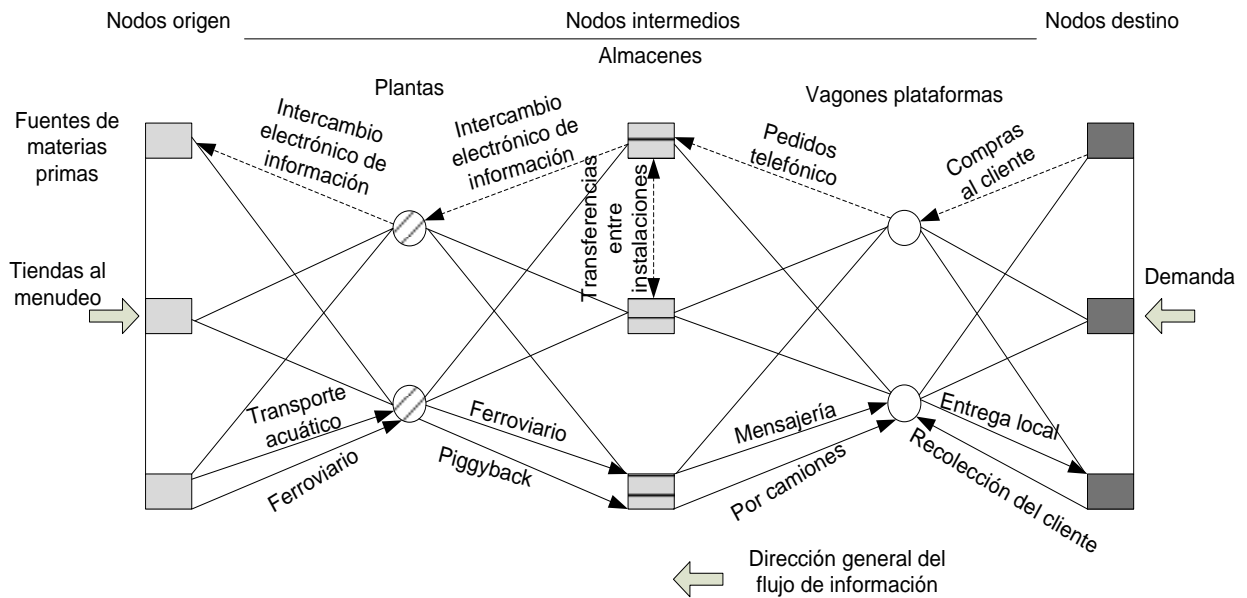 Nodos origen
Nodos intermedios
Nodos destino
Almacenes
Plantas
Vagones plataformas
Fuentes de
materias
primas
Intercambio
electrónico de
información
Intercambio
electrónico de
información
Pedidos
telefónico
Compras
al cliente
Transferencias
entre
instalaciones
Tiendas al
menudeo
Demanda
Transporte
acuático
Ferroviario
Ferroviario
Piggyback
Mensajería
Por camiones
Entrega local
Recolección del cliente
Dirección general del
flujo de información